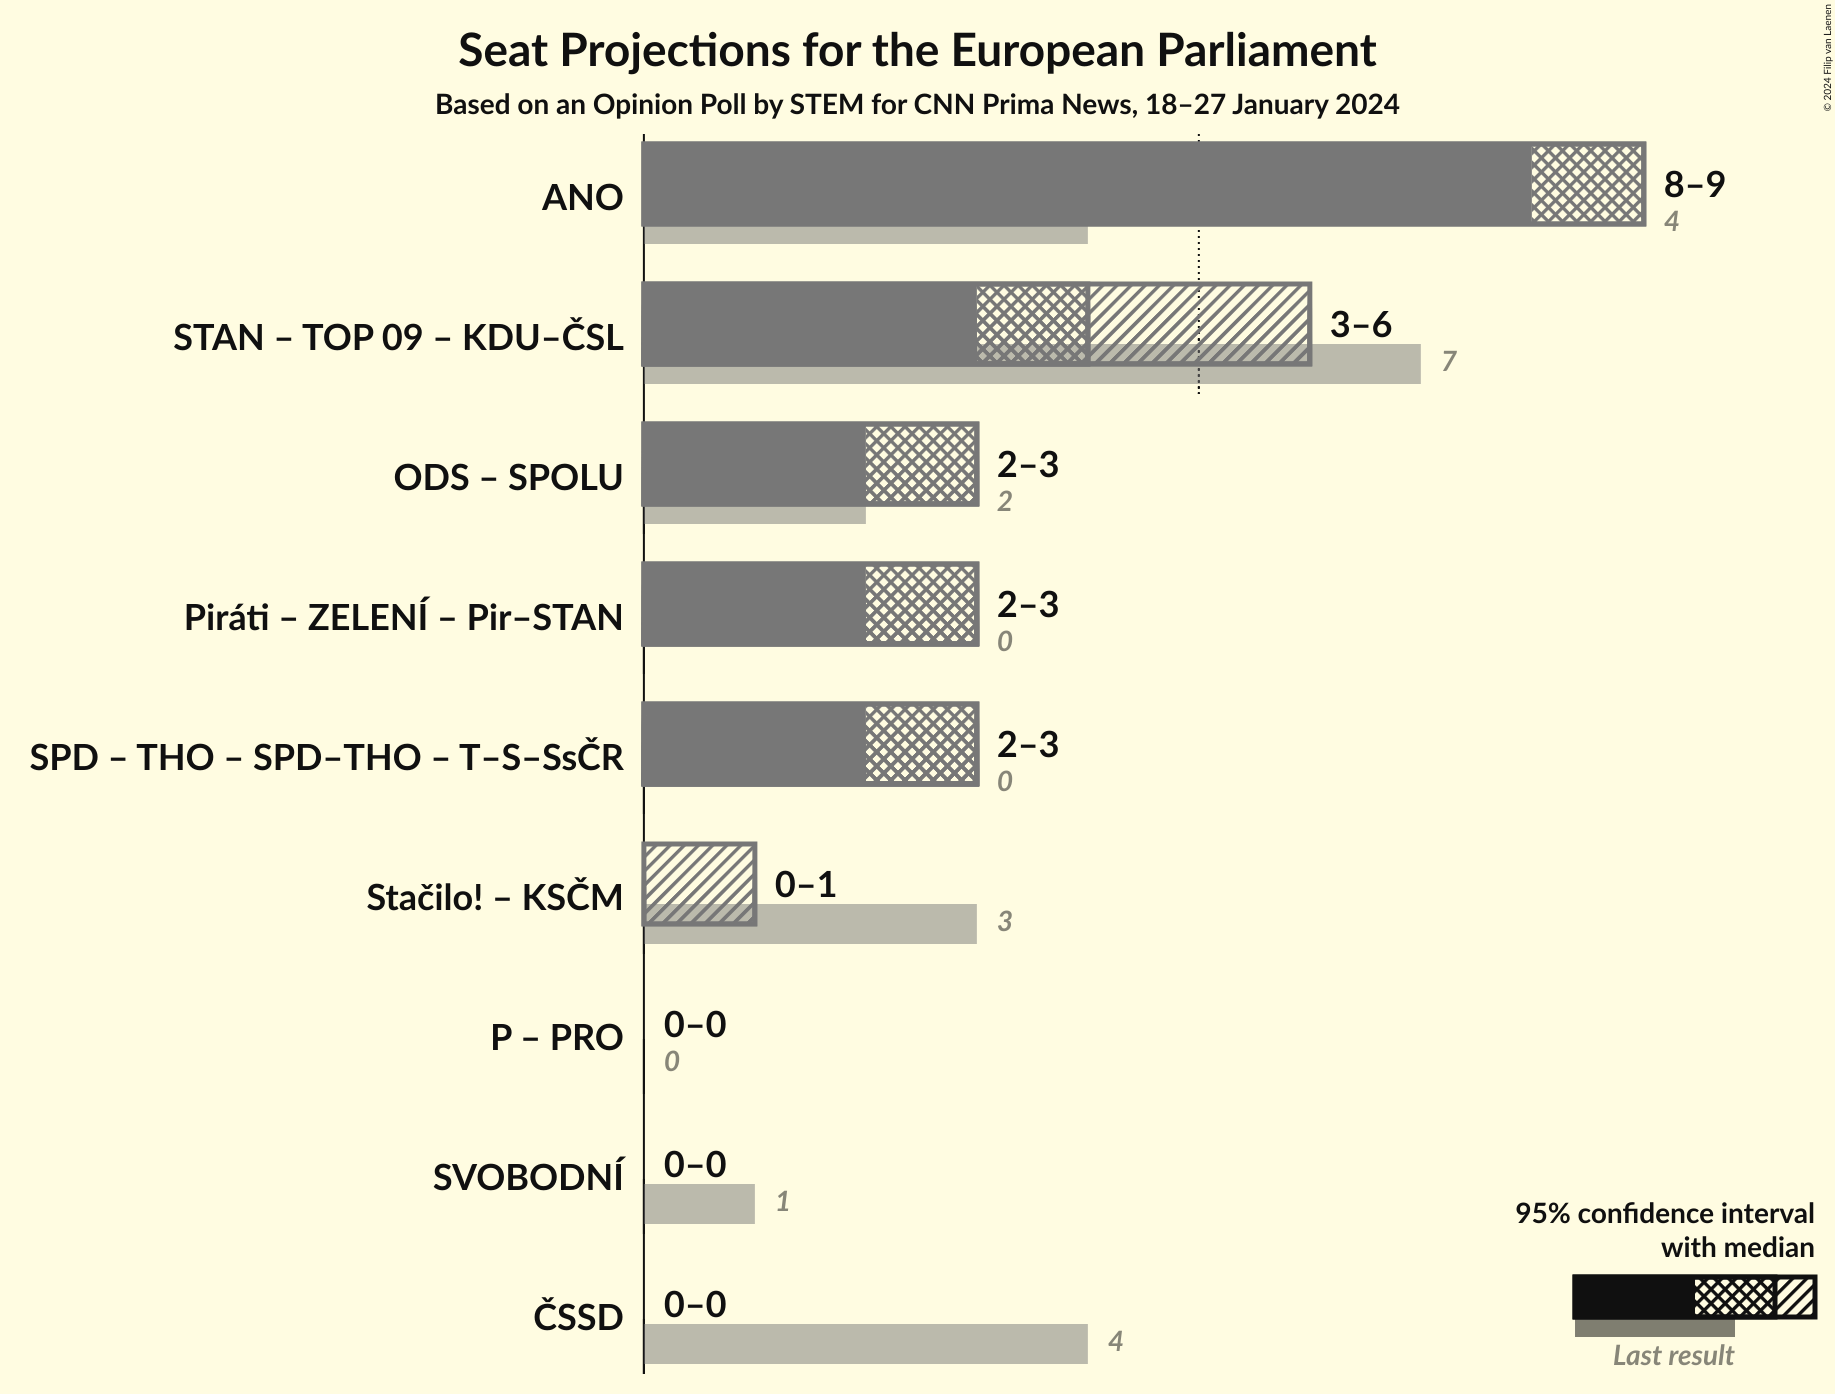 Seat Projections for the European Parliament
Based on an Opinion Poll by STEM for CNN Prima News, 18–27 January 2024
© 2024 Filip van Laenen
ANO
8–9
4
STAN – TOP 09 – KDU–ČSL
3–6
7
ODS – SPOLU
2–3
2
Piráti – ZELENÍ – Pir–STAN
2–3
0
SPD – THO – SPD–THO – T–S–SsČR
2–3
0
Stačilo! – KSČM
0–1
3
P – PRO
0–0
0
SVOBODNÍ
0–0
1
ČSSD
0–0
4
95% confidence interval
with median
Last result